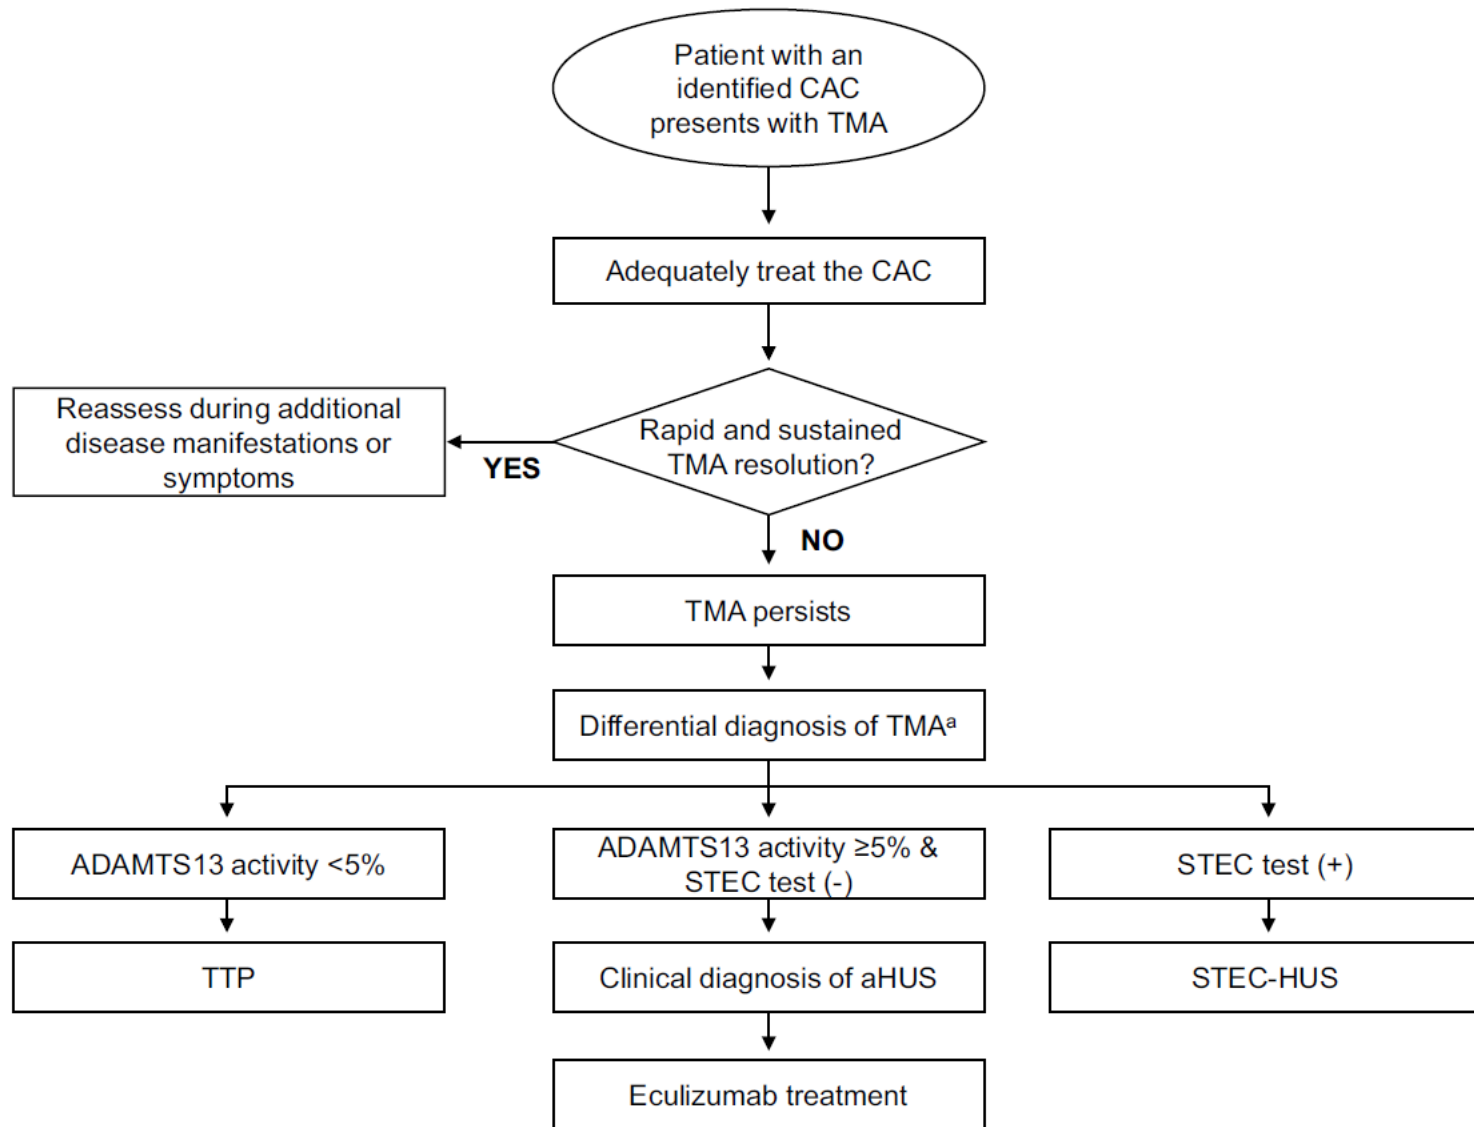 Patient with an
identified CAC
presents with TMA
Adequately treat the CAC
Rapid and sustained
TMA resolution?
YES
Reassess during additional
disease manifestations or
symptoms
NO
TMA persists
Differential diagnosis of TMAᵃ
ADAMTS13 activity <5%
ADAMTS13 activity ≥5% &
STEC test (-)
STEC test (+)
TTP
Clinical diagnosis of aHUS
STEC-HUS
Eculizumab treatment